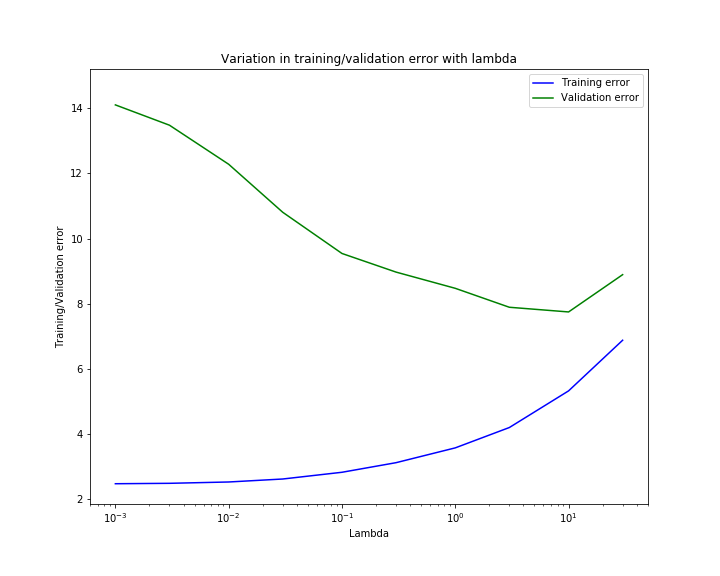 Variation in training/validation error with lambda
Training error
Validation error
14
12
10
8
6
4
2
Training/Validation error
10⁻³
10⁻²
10⁻¹
10⁰
10¹
Lambda